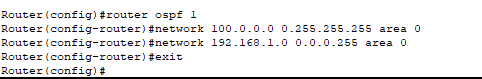 Router(config)#router ospf 1
Router(config-router)#network 100.0.0.0 0.255.255.255 area 0
Router(config-router)#network 192.168.1.0 0.0.0.255 area 0
Router(config-router)#exit
Router(config)#